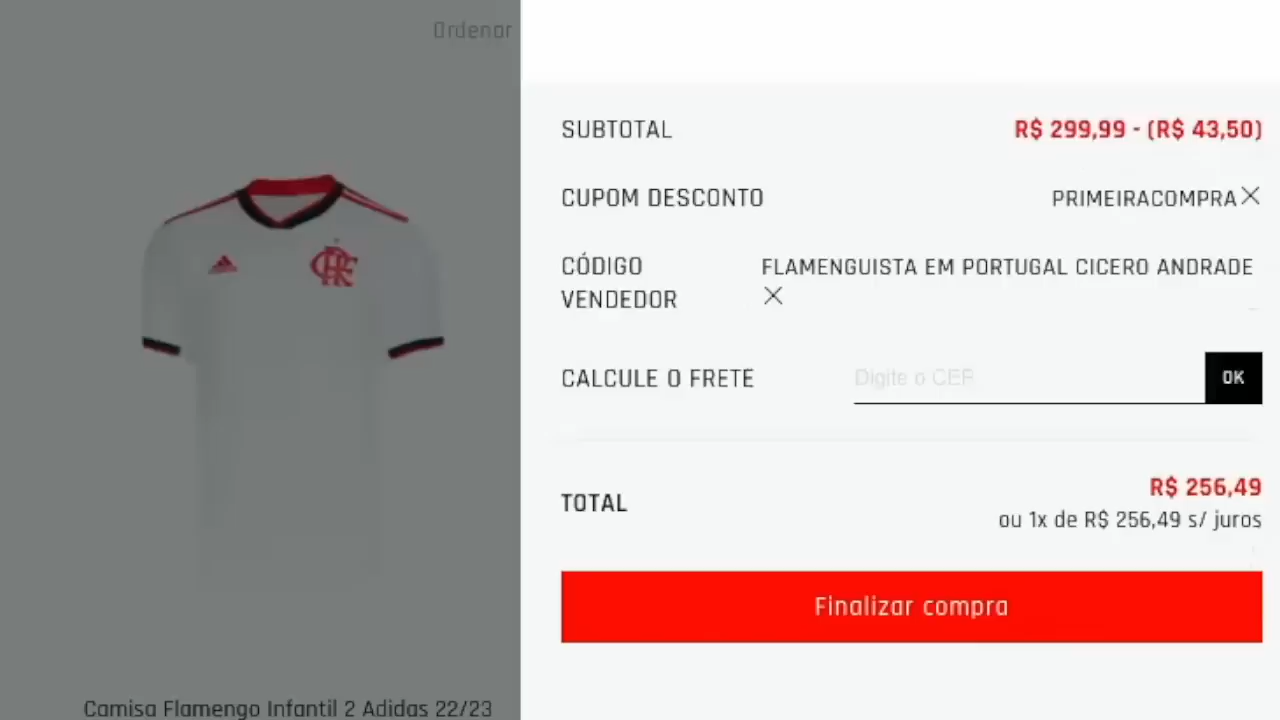 Ordenar
SUBTOTAL
R$ 299,99 - (R$ 43,50)
CUPOM DESCONTO
PRIMEIRACOMPRA
CÓDIGO
VENDEDOR
FLAMENGUISTA EM PORTUGAL CICERO ANDRADE
CALCULE O FRETE
Digite o CEP
OK
TOTAL
R$ 256,49
ou 1x de R$ 256,49 s/ juros
Finalizar compra
Camisa Flamengo Infantil 2 Adidas 22/23